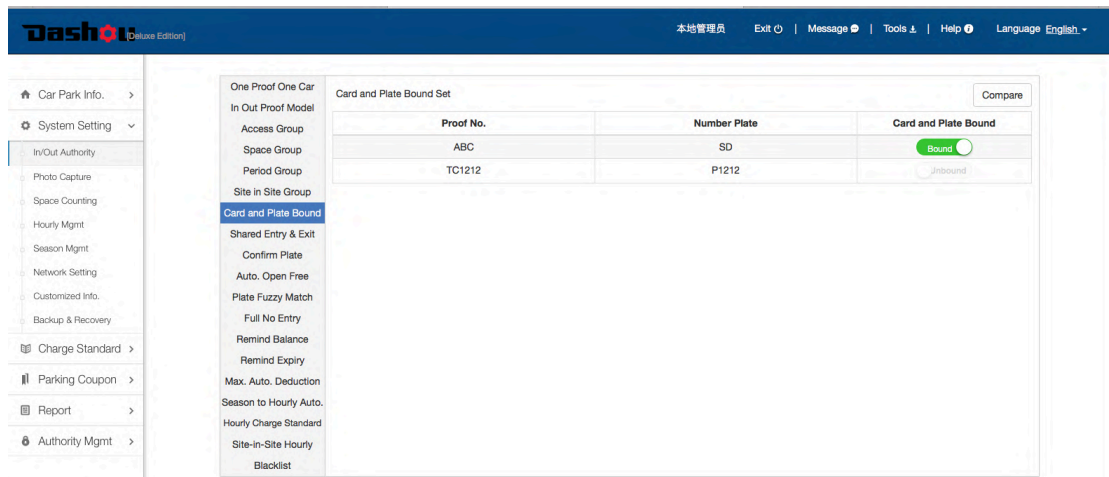 Dashou [Deluxe Edition]
本地管理员 Exit | Message | Tools | Help Language English
Car Park Info.
System Setting
In/Out Authority
Photo Capture
Space Counting
Hourly Mgmt
Season Mgmt
Network Setting
Customized Info.
Backup & Recovery
Charge Standard
Parking Coupon
Report
Authority Mgmt
One Proof One Car
In Out Proof Model
Access Group
Space Group
Period Group
Site in Site Group
Card and Plate Bound
Shared Entry & Exit
Confirm Plate
Auto. Open Free
Plate Fuzzy Match
Full No Entry
Remind Balance
Remind Expiry
Max. Auto. Deduction
Season to Hourly Auto.
Hourly Charge Standard
Site-in-Site Hourly
Blacklist
Card and Plate Bound Set Compare
Proof No. Number Plate Card and Plate Bound
ABC SD Bound
TC1212 P1212 Unbound